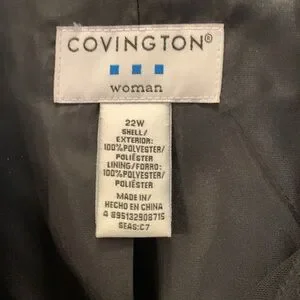 COVINGTON®
woman
22W
SHELL/
EXTERIOR:
100%POLYESTER/
POLIÉSTER
LINING/FORRO:
100%POLYESTER/
POLIÉSTER
MADE IN/
HECHO EN CHINA
A 895132908715
SEAS:C7